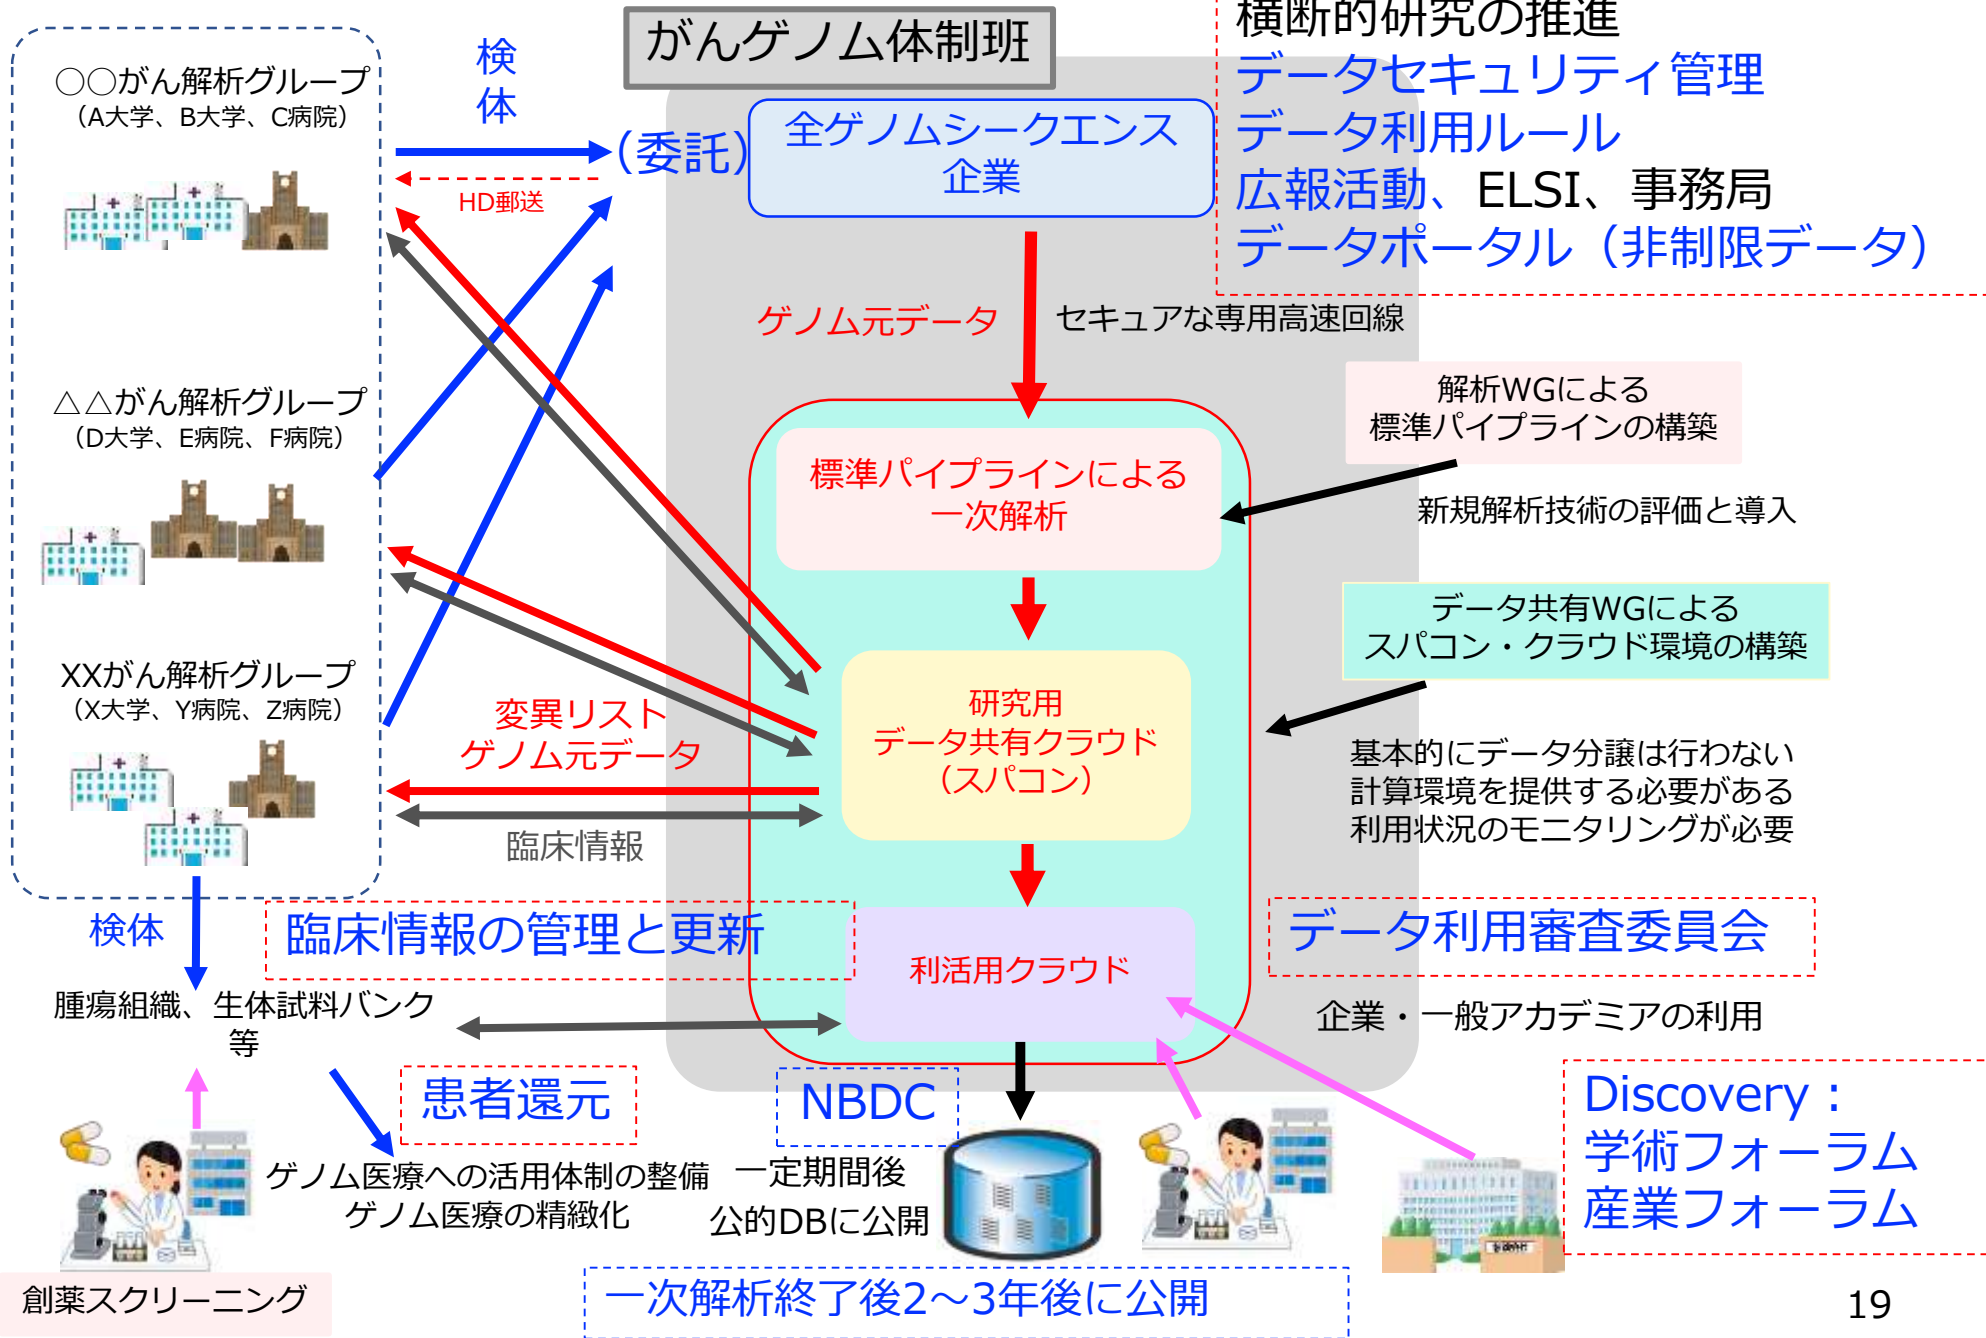 がんゲノム体制班
横断的研究の推進
データセキュリティ管理
データ利用ルール
広報活動、ELSI、事務局
データポータル（非制限データ）
○○がん解析グループ
（A大学、B大学、C病院）
検
体
（委託）
HD郵送
全ゲノムシークエンス
企業
ゲノム元データ
セキュアな専用高速回線
△△がん解析グループ
（D大学、E病院、F病院）
解析WGによる
標準パイプラインの構築
標準パイプラインによる
一次解析
新規解析技術の評価と導入
データ共有WGによる
スパコン・クラウド環境の構築
XXがん解析グループ
（X大学、Y病院、Z病院）
変異リスト
ゲノム元データ
研究用
データ共有クラウド
（スパコン）
基本的にデータ分譲は行わない
計算環境を提供する必要がある
利用状況のモニタリングが必要
臨床情報
検体
臨床情報の管理と更新
利活用クラウド
データ利用審査委員会
腫瘍組織、生体試料バンク
等
企業・一般アカデミアの利用
患者還元
NBDC
Discovery：
学術フォーラム
産業フォーラム
ゲノム医療への活用体制の整備
ゲノム医療の精緻化
一定期間後
公的DBに公開
創薬スクリーニング
一次解析終了後2～3年後に公開
19